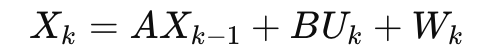 X_k = AX_{k-1} + BU_k + W_k